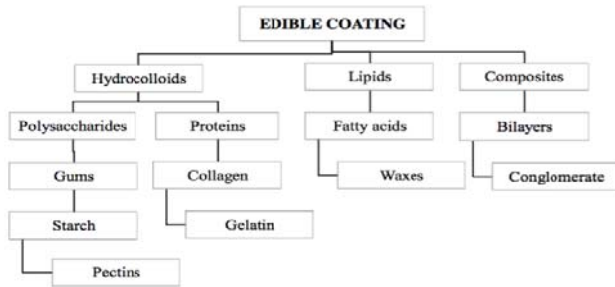 EDIBLE COATING
Hydrocolloids
Lipids
Composites
Polysaccharides
Proteins
Fatty acids
Bilayers
Gums
Collagen
Waxes
Conglomerate
Starch
Gelatin
Pectins